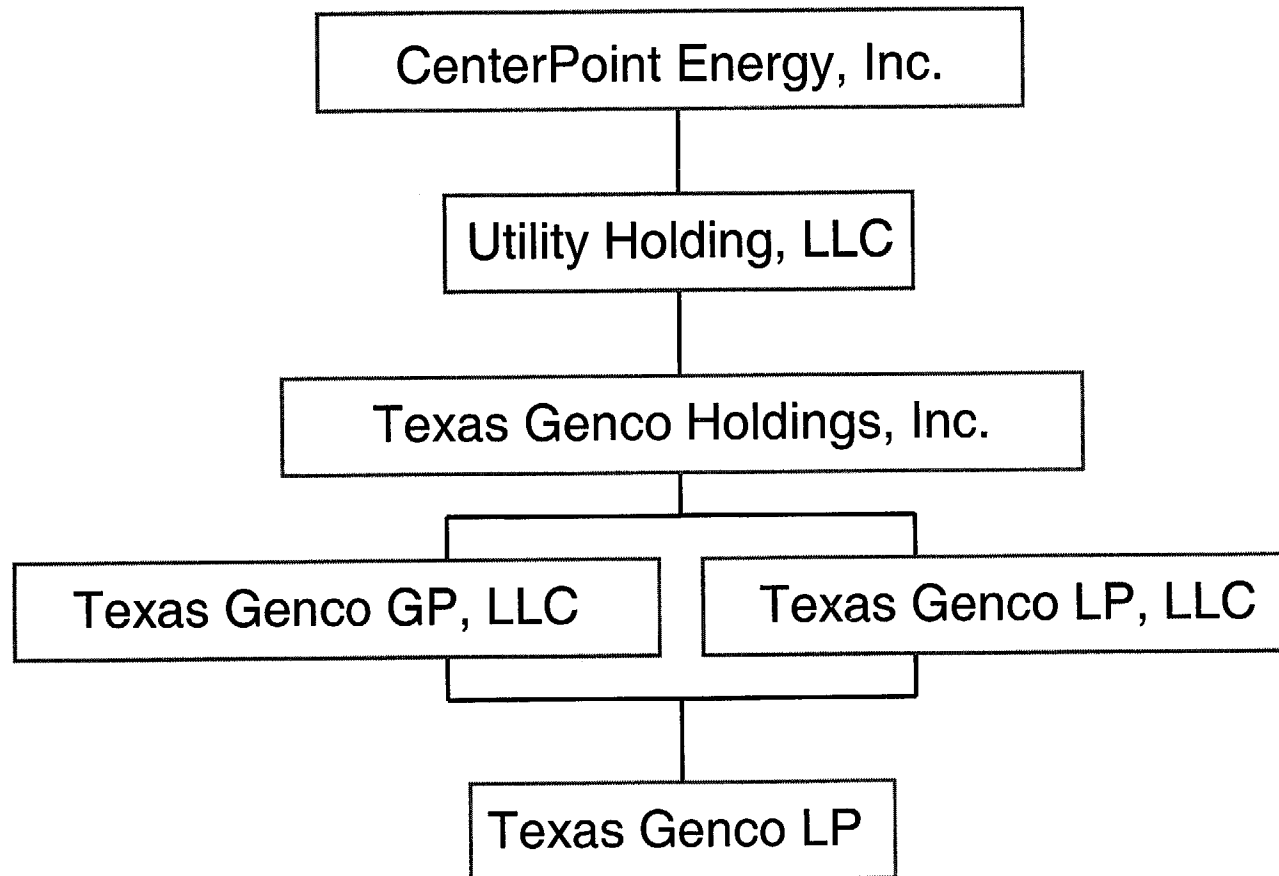 CenterPoint Energy, Inc.
Utility Holding, LLC
Texas Genco Holdings, Inc.
Texas Genco GP, LLC
Texas Genco LP, LLC
Texas Genco LP